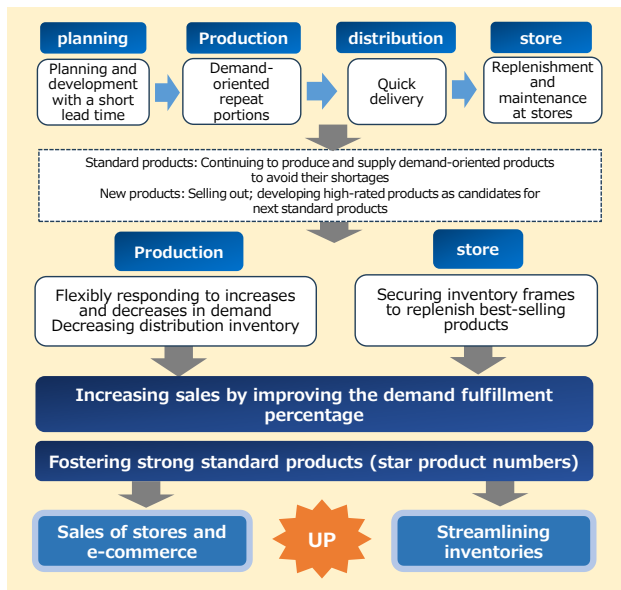 planning
Production
distribution
store
Planning and
development
with a short
lead time
Demand-
oriented
repeat
portions
Quick
delivery
Replenishment
and
maintenance
at stores
Standard products: Continuing to produce and supply demand-oriented products
to avoid their shortages
New products: Selling out; developing high-rated products as candidates for
next standard products
Production
store
Flexibly responding to increases
and decreases in demand
Decreasing distribution inventory
Securing inventory frames
to replenish best-selling
products
Increasing sales by improving the demand fulfillment
percentage
Fostering strong standard products (star product numbers)
Sales of stores and
e-commerce
UP
Streamlining
inventories